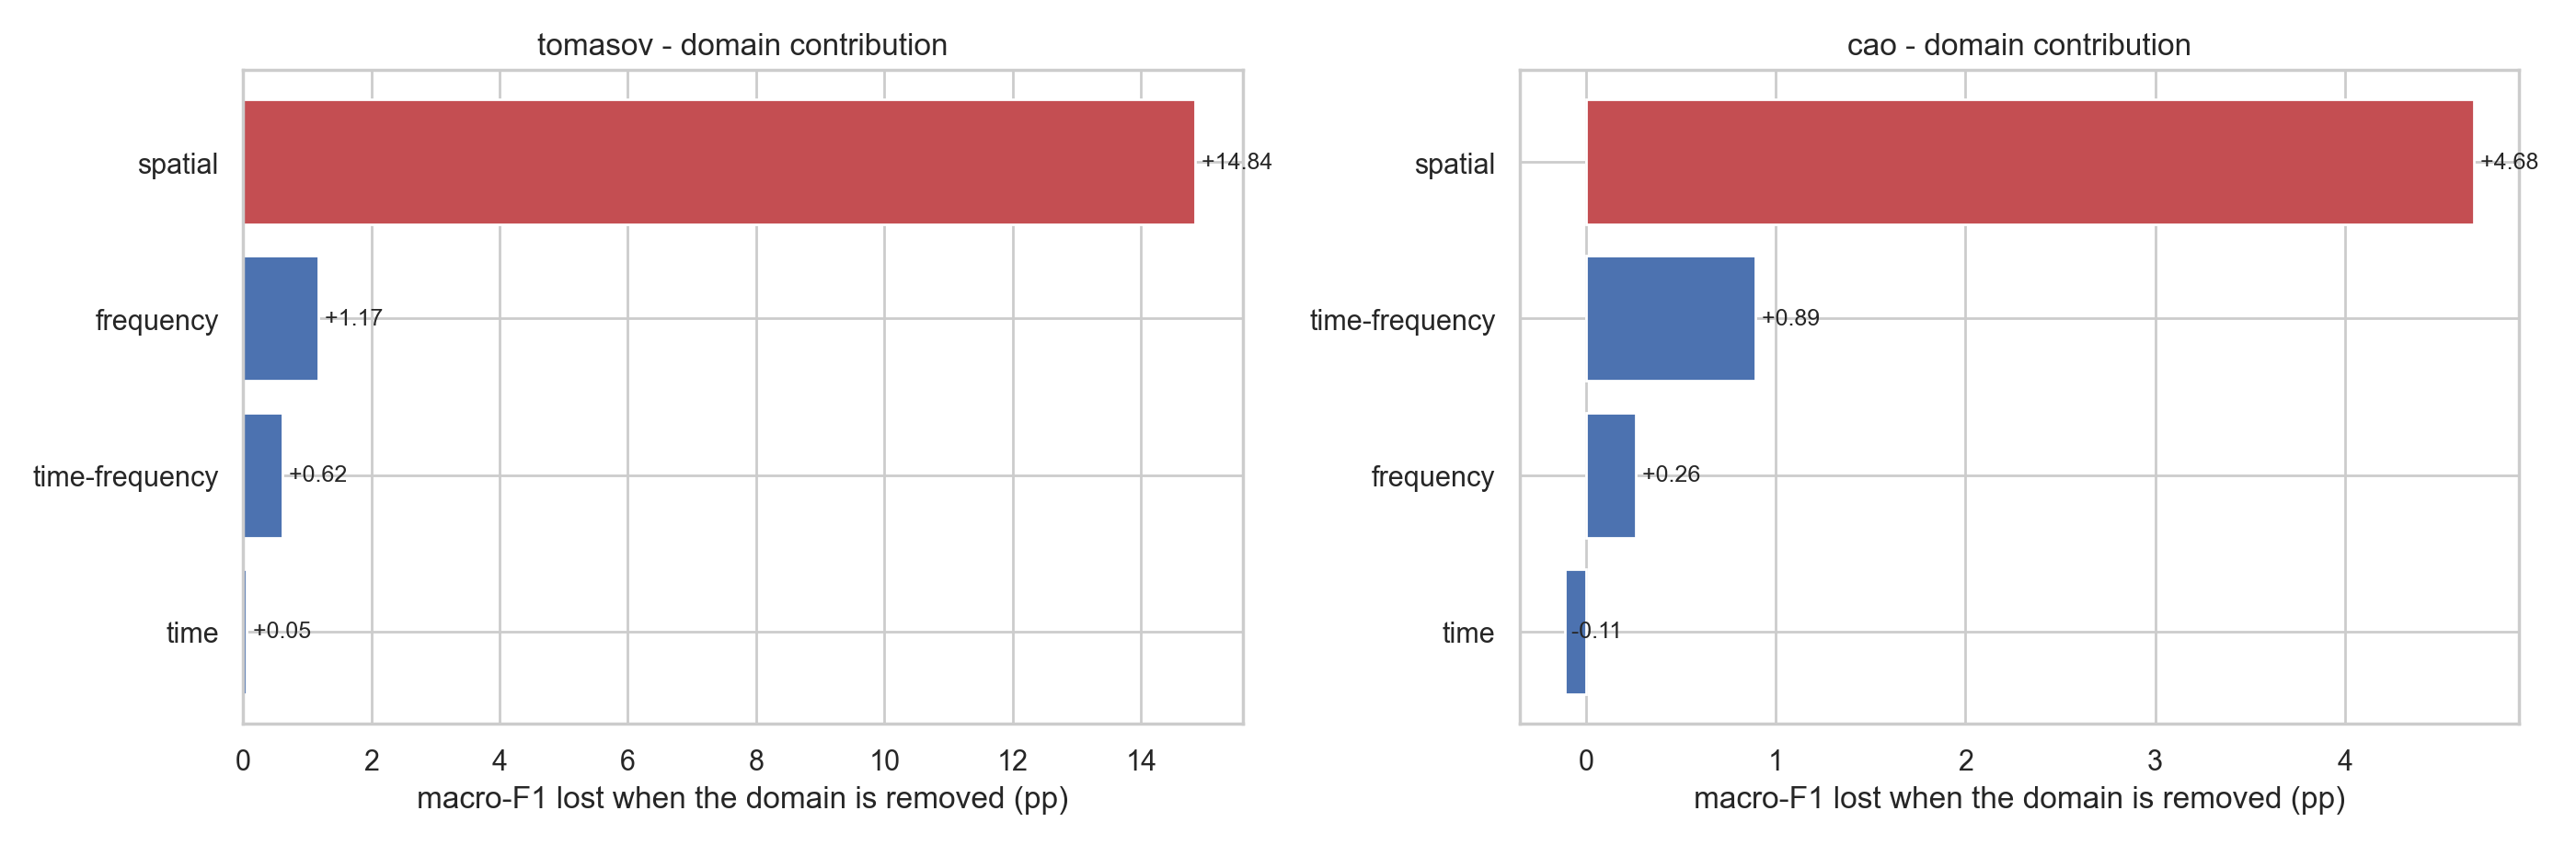 tomasov - domain contribution
spatial
+14.84
frequency
+1.17
time-frequency
+0.62
time
+0.05
0 2 4 6 8 10 12 14
macro-F1 lost when the domain is removed (pp)
cao - domain contribution
spatial
+4.68
time-frequency
+0.89
frequency
+0.26
time
-0.11
0 1 2 3 4
macro-F1 lost when the domain is removed (pp)